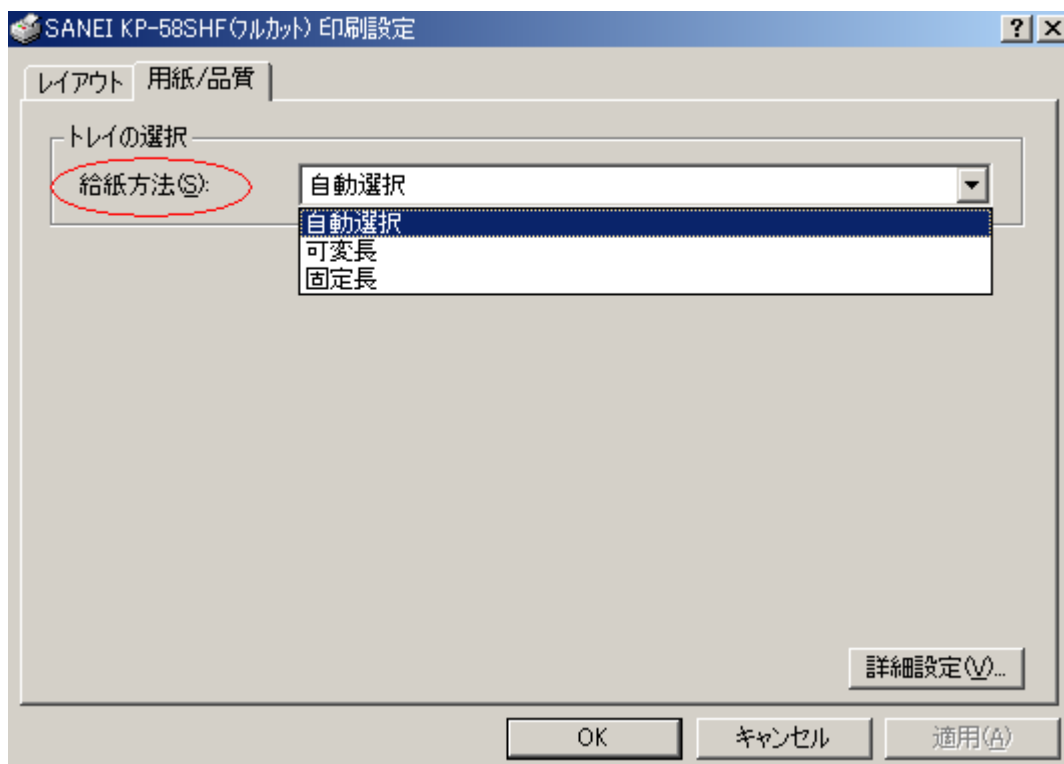 SANEI KP-58SHF(フルカット) 印刷設定
レイアウト 用紙/品質
トレイの選択
給紙方法(S): 自動選択
自動選択
可変長
固定長
詳細設定(V)...
OK キャンセル 適用(A)